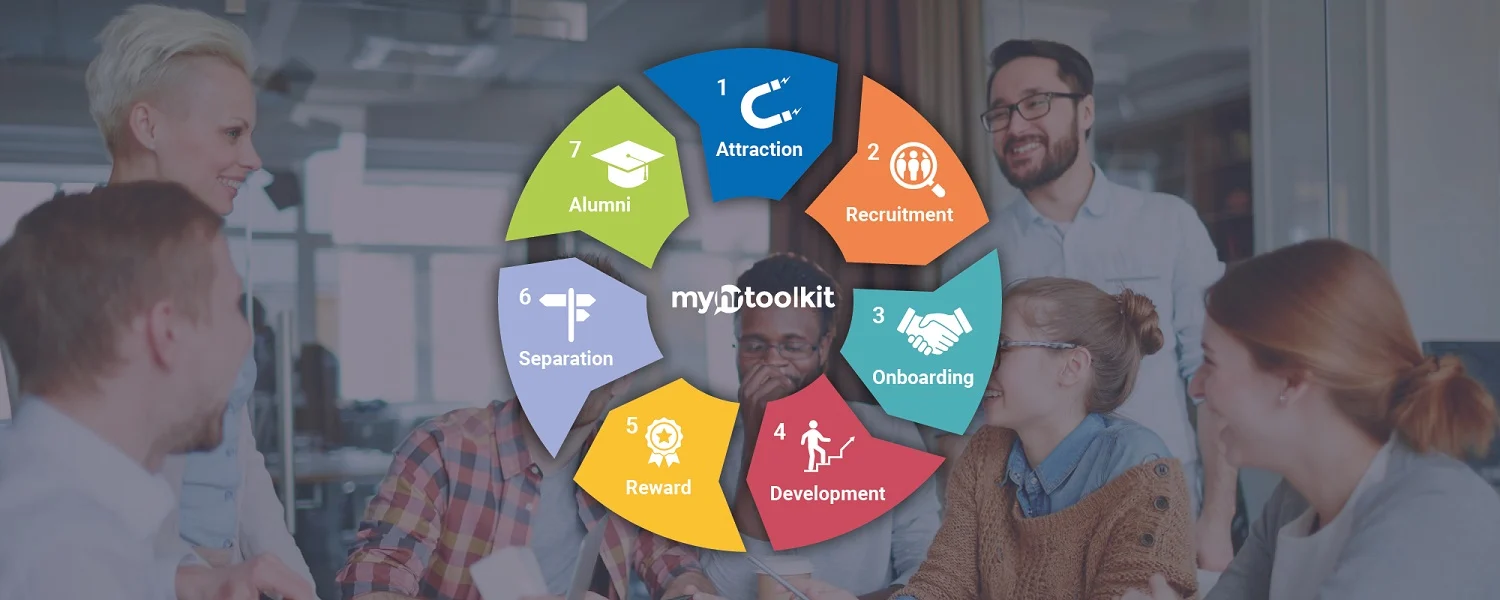 1
Attraction
2
Recruitment
3
Onboarding
4
Development
5
Reward
6
Separation
7
Alumni
myhrtoolkit